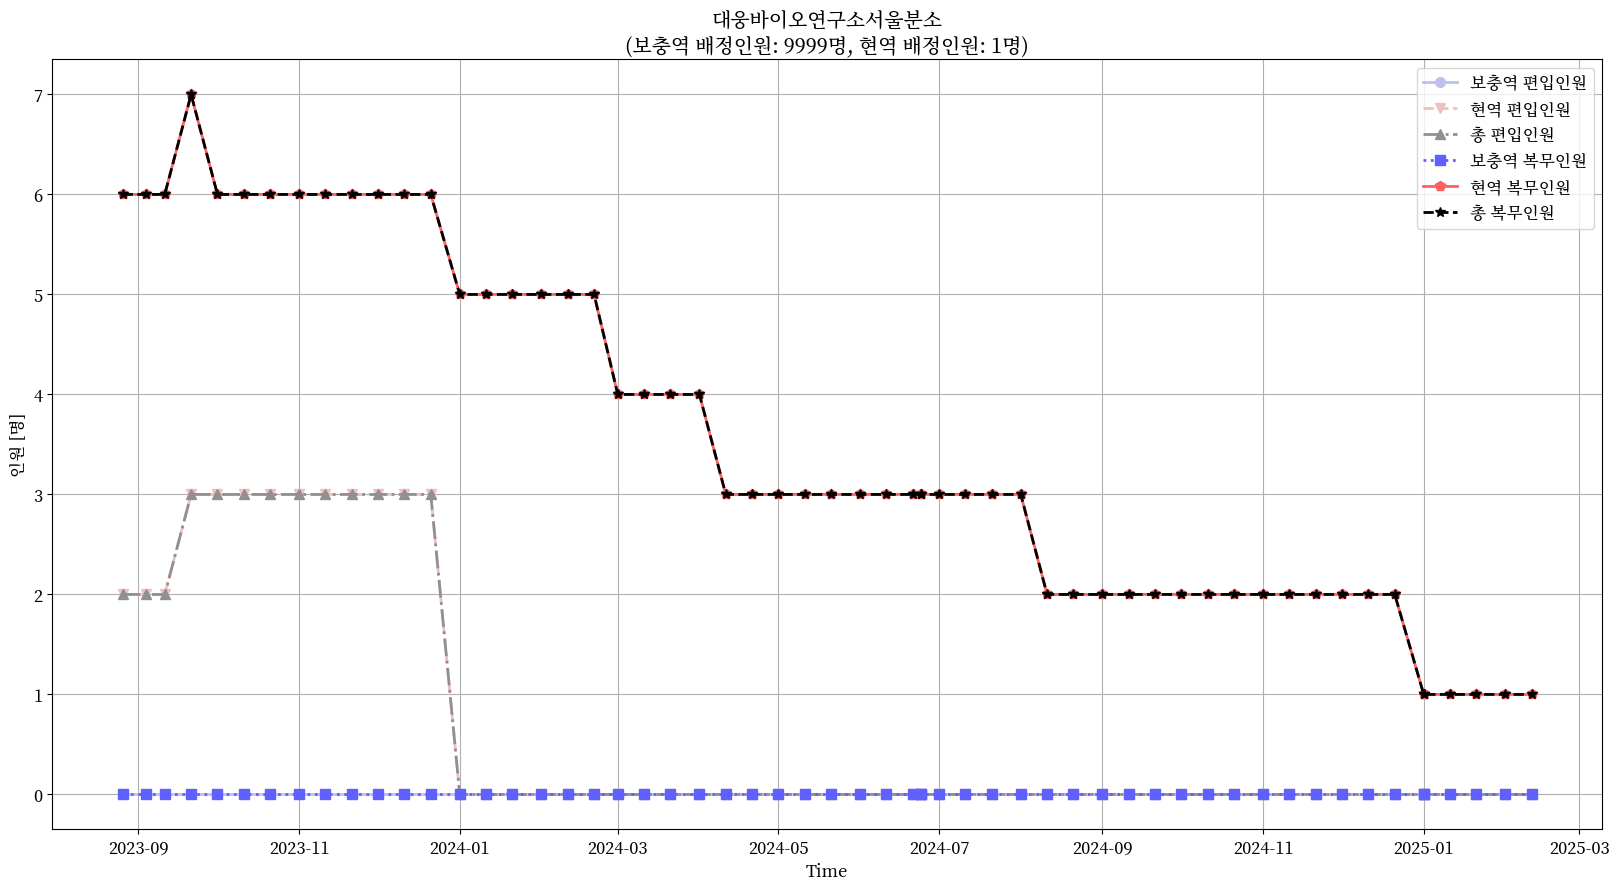 대웅바이오연구소서울분소
(보충역 배정인원: 9999명, 현역 배정인원: 1명)
보충역 편입인원
현역 편입인원
총 편입인원
보충역 복무인원
현역 복무인원
총 복무인원
인원 [명]
7
6
5
4
3
2
1
0
2023-09
2023-11
2024-01
2024-03
2024-05
2024-07
2024-09
2024-11
2025-01
2025-03
Time